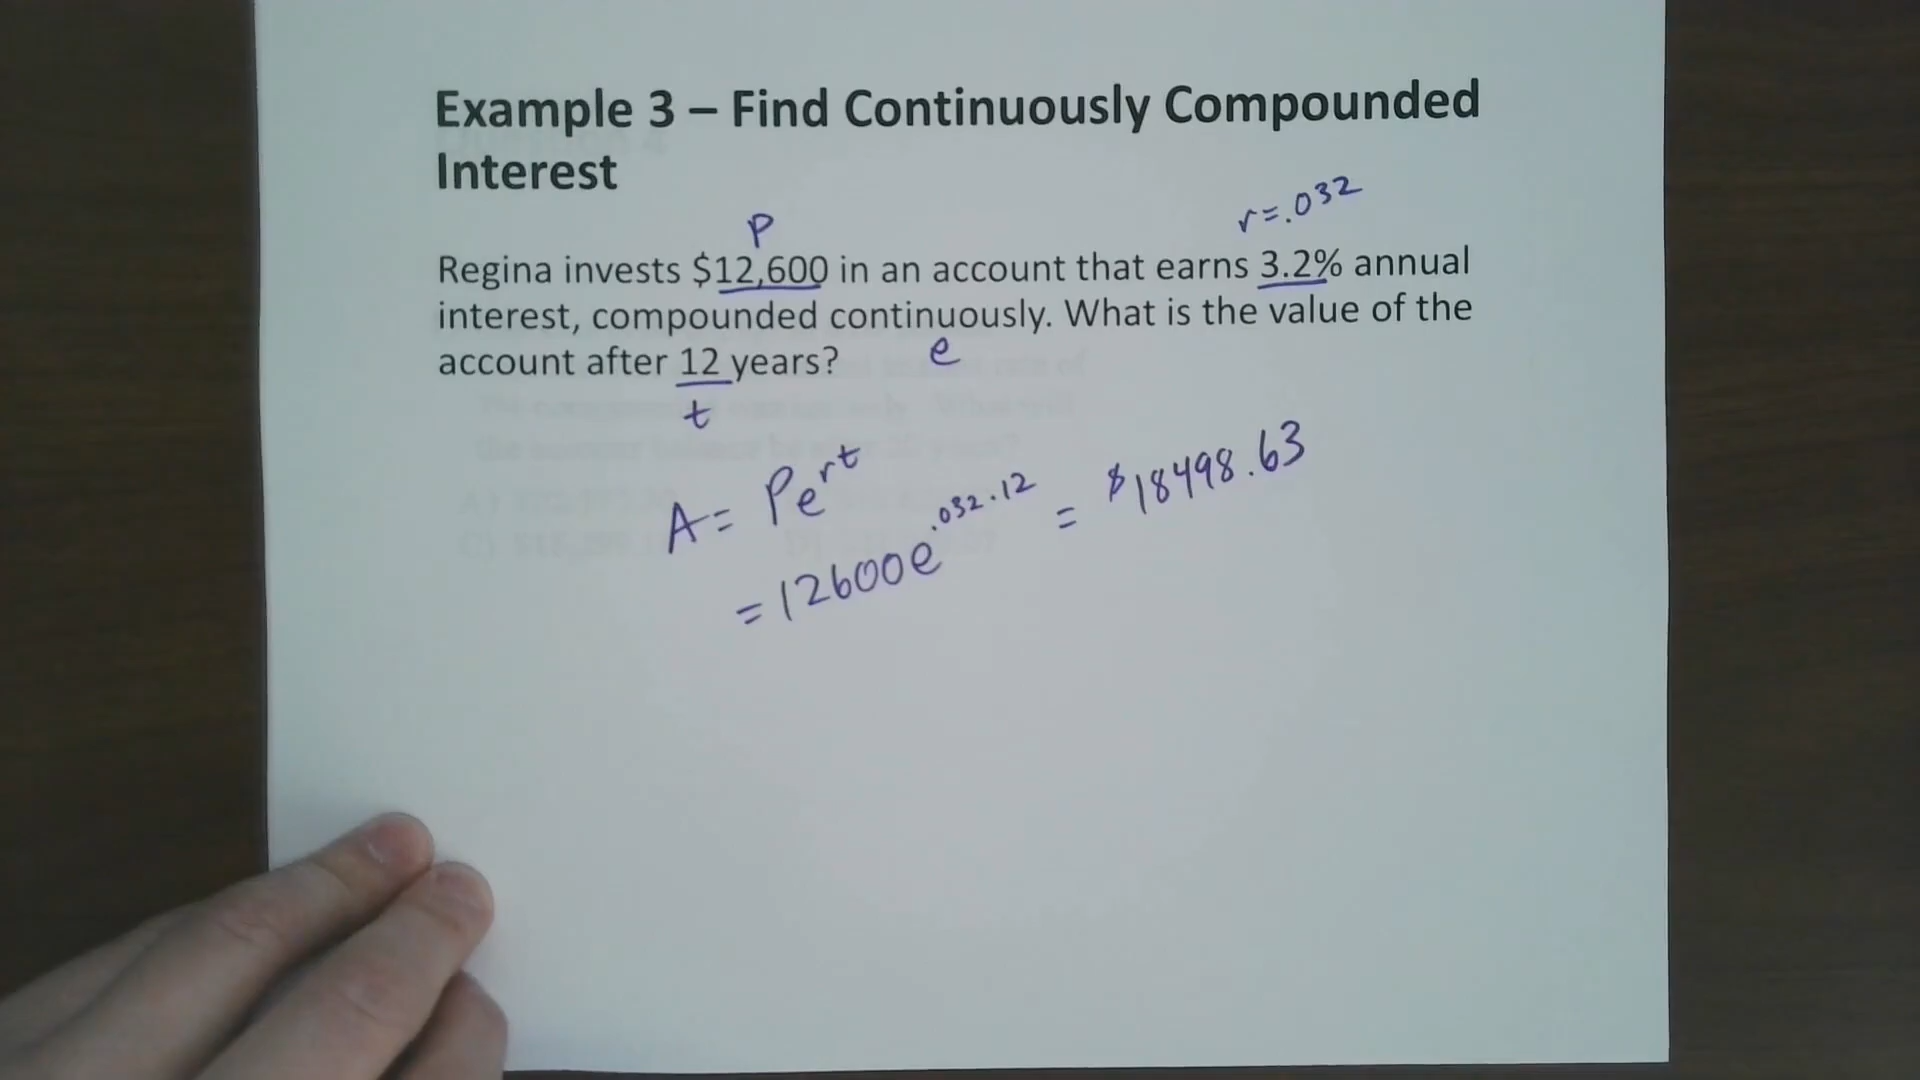 Example 3 – Find Continuously Compounded
Interest
r=.032
P
Regina invests $12,600 in an account that earns 3.2% annual
interest, compounded continuously. What is the value of the
account after 12 years?
e
t
A= Pe^rt
=12600e^.032·12 = $18498.63